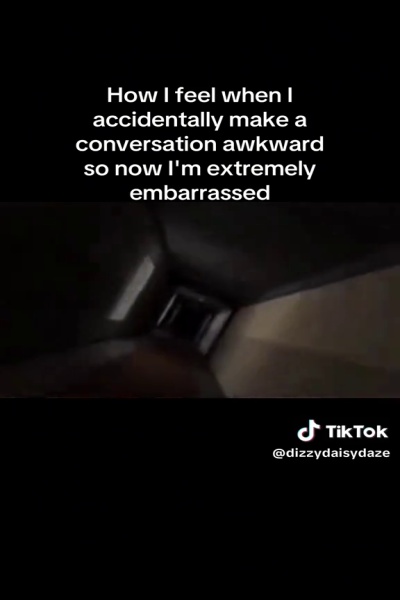 How I feel when I
accidentally make a
conversation awkward
so now I'm extremely
embarrassed
TikTok
@dizzydaisydaze